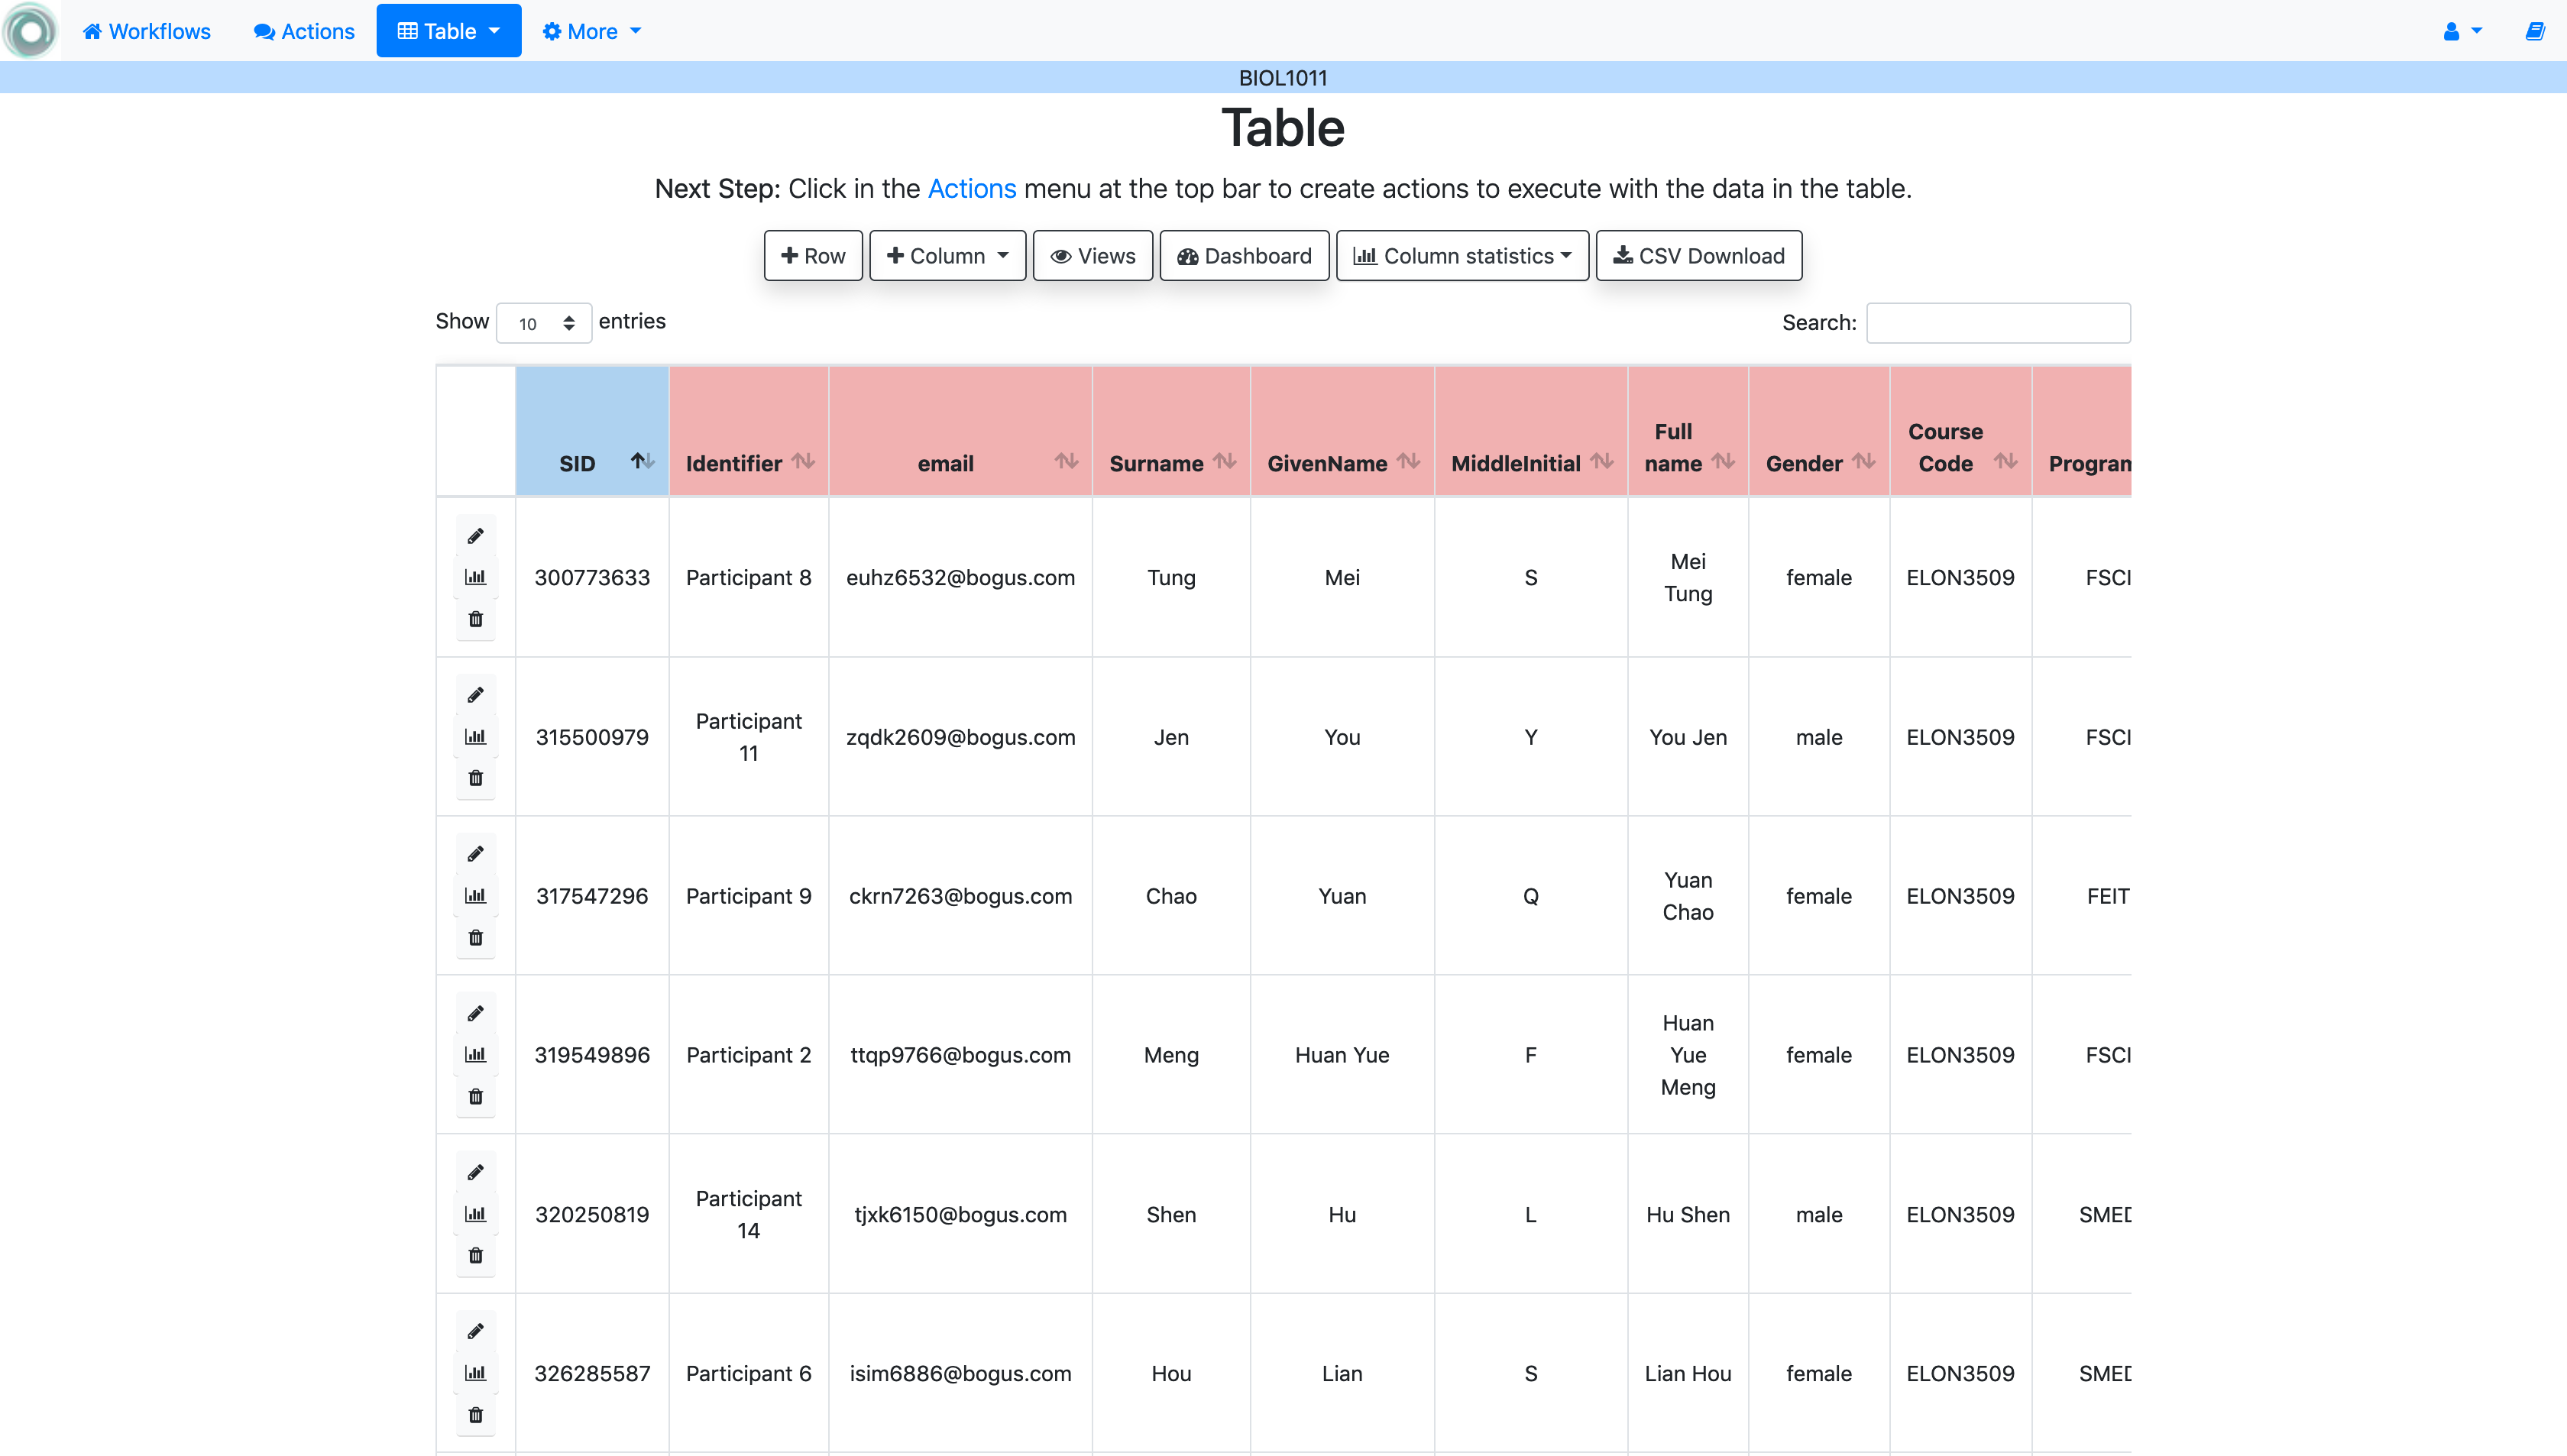 Workflows Actions Table More
BIOL1011
Table
Next Step: Click in the Actions menu at the top bar to create actions to execute with the data in the table.
Row Column Views Dashboard Column statistics CSV Download
Show 10 entries Search:
SID Identifier email Surname GivenName MiddleInitial Full name Gender Course Code Program
300773633 Participant 8 euhz6532@bogus.com Tung Mei S Mei Tung female ELON3509 FSCI
315500979 Participant 11 zqdk2609@bogus.com Jen You Y You Jen male ELON3509 FSCI
317547296 Participant 9 ckrn7263@bogus.com Chao Yuan Q Yuan Chao female ELON3509 FEIT
319549896 Participant 2 ttqp9766@bogus.com Meng Huan Yue F Huan Yue Meng female ELON3509 FSCI
320250819 Participant 14 tjxk6150@bogus.com Shen Hu L Hu Shen male ELON3509 SMED
326285587 Participant 6 isim6886@bogus.com Hou Lian S Lian Hou female ELON3509 SMED